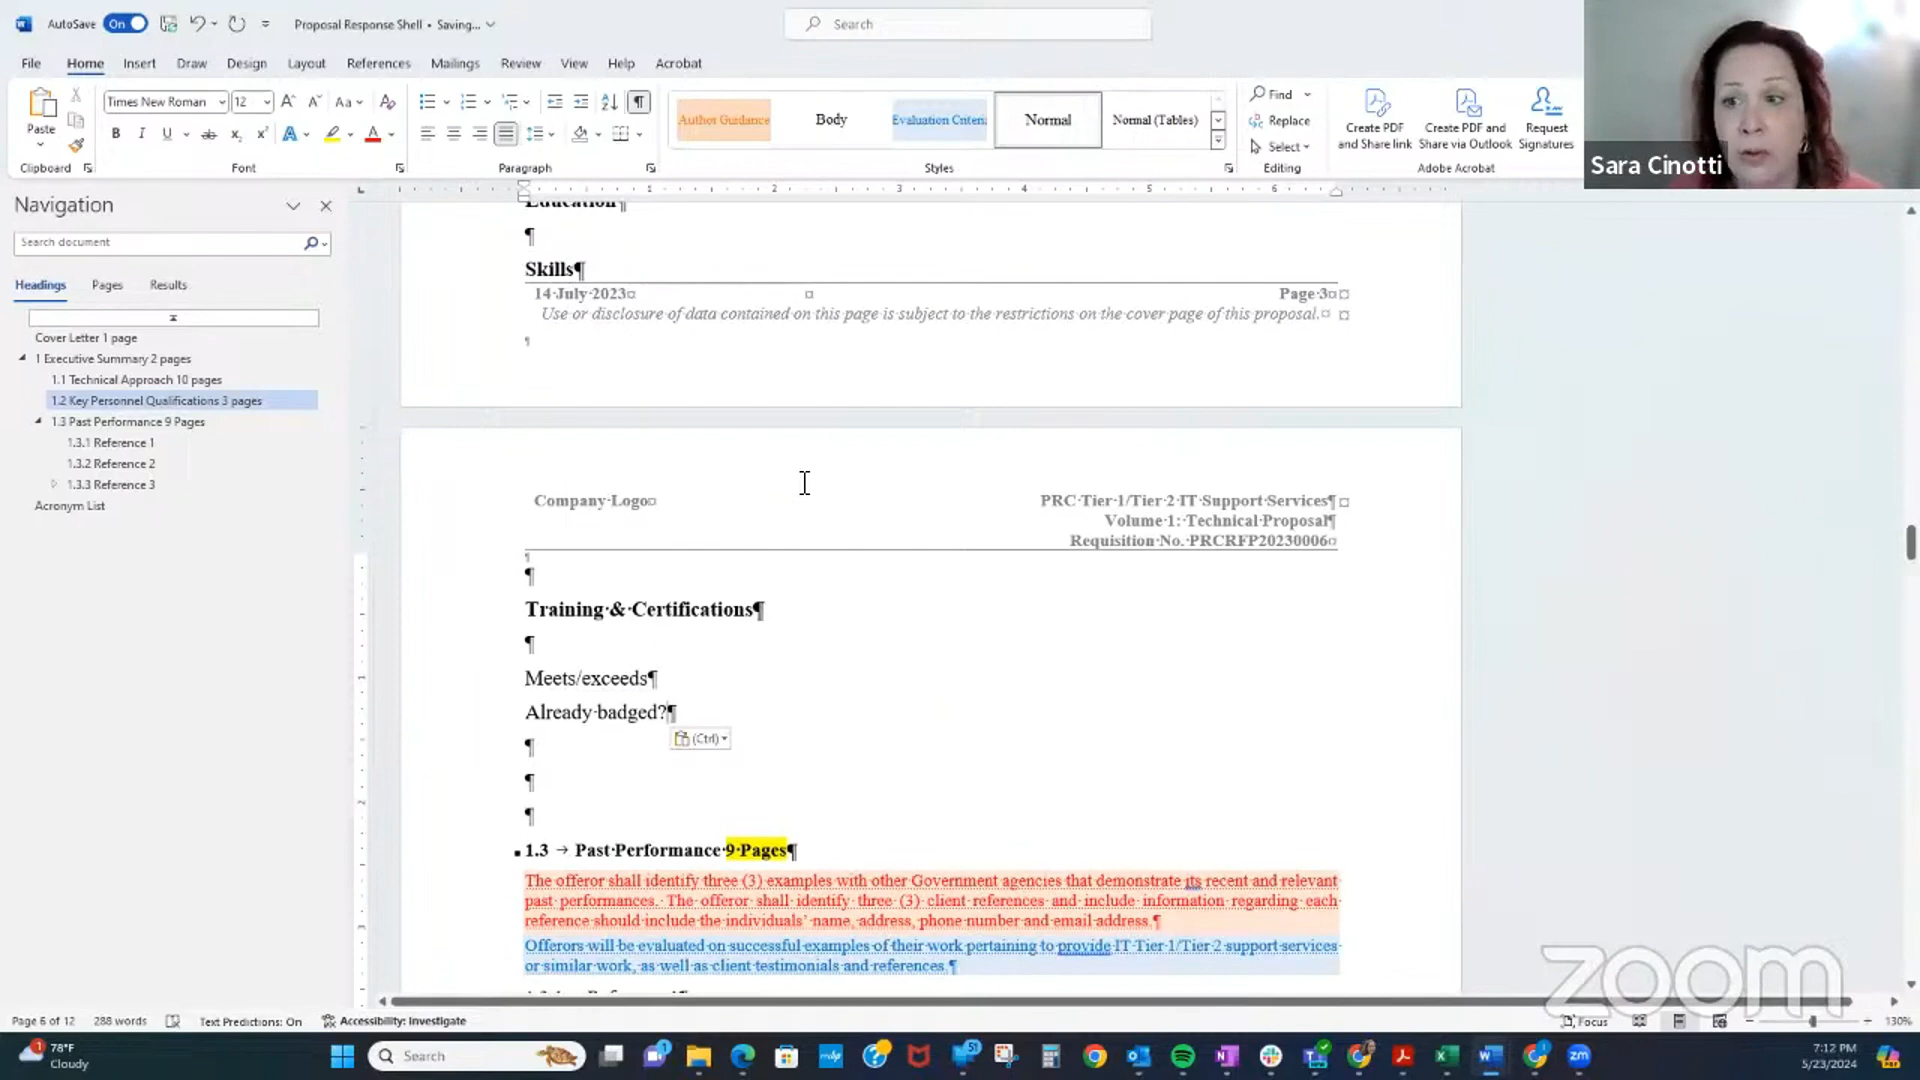 AutoSave On Proposal Response Shell • Saving... Search
File Home Insert Draw Design Layout References Mailings Review View Help Acrobat
Paste
Times New Roman 12
Clipboard Font Paragraph
Author Guidance Body Evaluation Criteri. Normal Normal (Tables)
Styles
Find
Replace
Select
Editing
Create PDF and Share link
Create PDF and Share via Outlook
Request Signatures
Adobe Acrobat
Sara Cinotti
Navigation
Search document
Headings Pages Results
Cover Letter 1 page
1 Executive Summary 2 pages
1.1 Technical Approach 10 pages
1.2 Key Personnel Qualifications 3 pages
1.3 Past Performance 9 Pages
1.3.1 Reference 1
1.3.2 Reference 2
1.3.3 Reference 3
Acronym List
Education¶
Skills¶
14 July 2023 Page 3
Use or disclosure of data contained on this page is subject to the restrictions on the cover page of this proposal.
Company Logo
PRC Tier 1/Tier 2 IT Support Services¶
Volume 1: Technical Proposal¶
Requisition No. PRCRFP20230006
Training & Certifications¶
Meets/exceeds¶
Already badged?¶
(Ctrl)
1.3 → Past Performance 9 Pages¶
The offeror shall identify three (3) examples with other Government agencies that demonstrate its recent and relevant
past performances. The offeror shall identify three (3) client references and include information regarding each
reference should include the individuals' name, address, phone number and email address.¶
Offerors will be evaluated on successful examples of their work pertaining to provide IT Tier 1/Tier 2 support services
or similar work, as well as client testimonials and references.¶
zoom
Page 6 of 12 288 words Text Predictions: On Accessibility: Investigate Focus 130%
78°F
Cloudy
Search
7:12 PM
5/23/2024